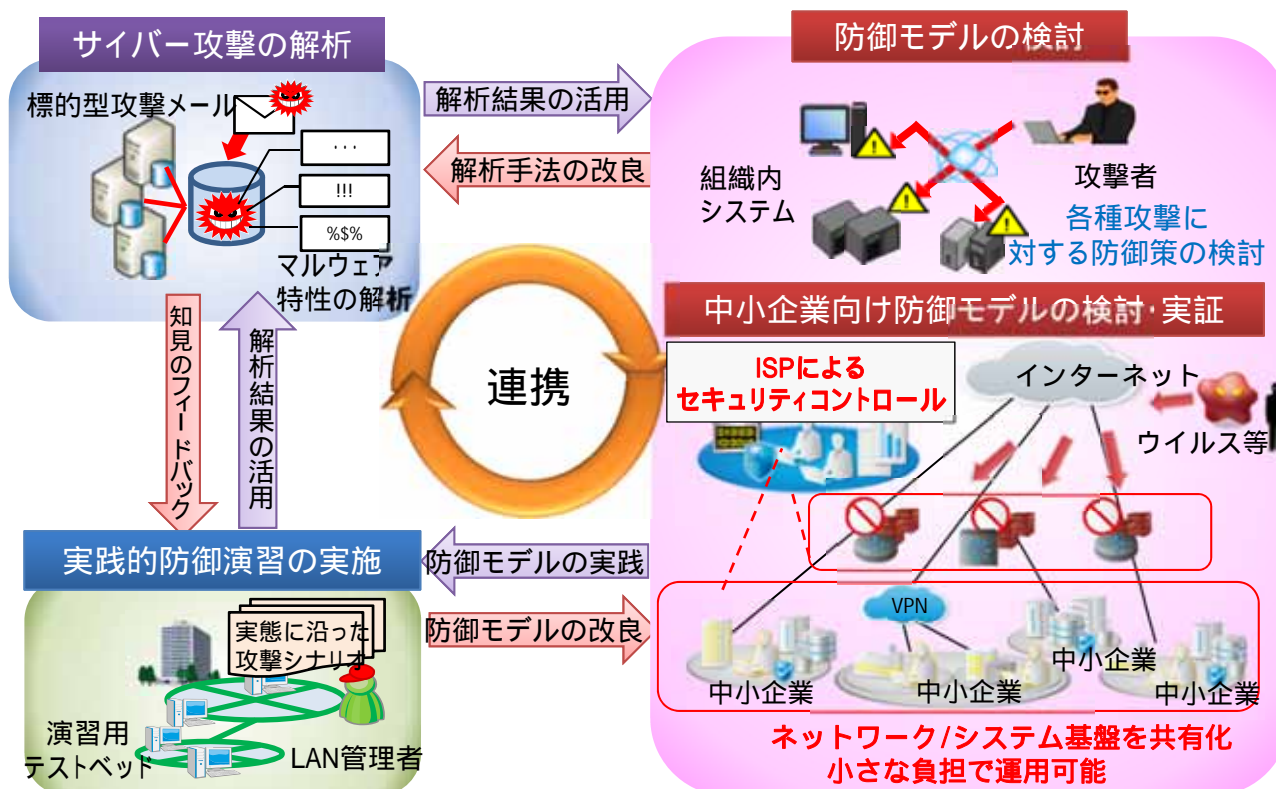 サイバー攻撃の解析
標的型攻撃メール
･･･
!!!
%$%
マルウェア
特性の解析
解析結果の活用
解析手法の改良
防御モデルの検討
組織内
システム
攻撃者
各種攻撃に
対する防御策の検討
知見のフィードバック
解析結果の活用
連携
中小企業向け防御モデルの検討･実証
ISPによる
セキュリティコントロール
インターネット
ウイルス等
VPN
中小企業
中小企業
中小企業
中小企業
ネットワーク/システム基盤を共有化
小さな負担で運用可能
防御モデルの実践
防御モデルの改良
実践的防御演習の実施
実態に沿った
攻撃シナリオ
演習用
テストベッド
LAN管理者